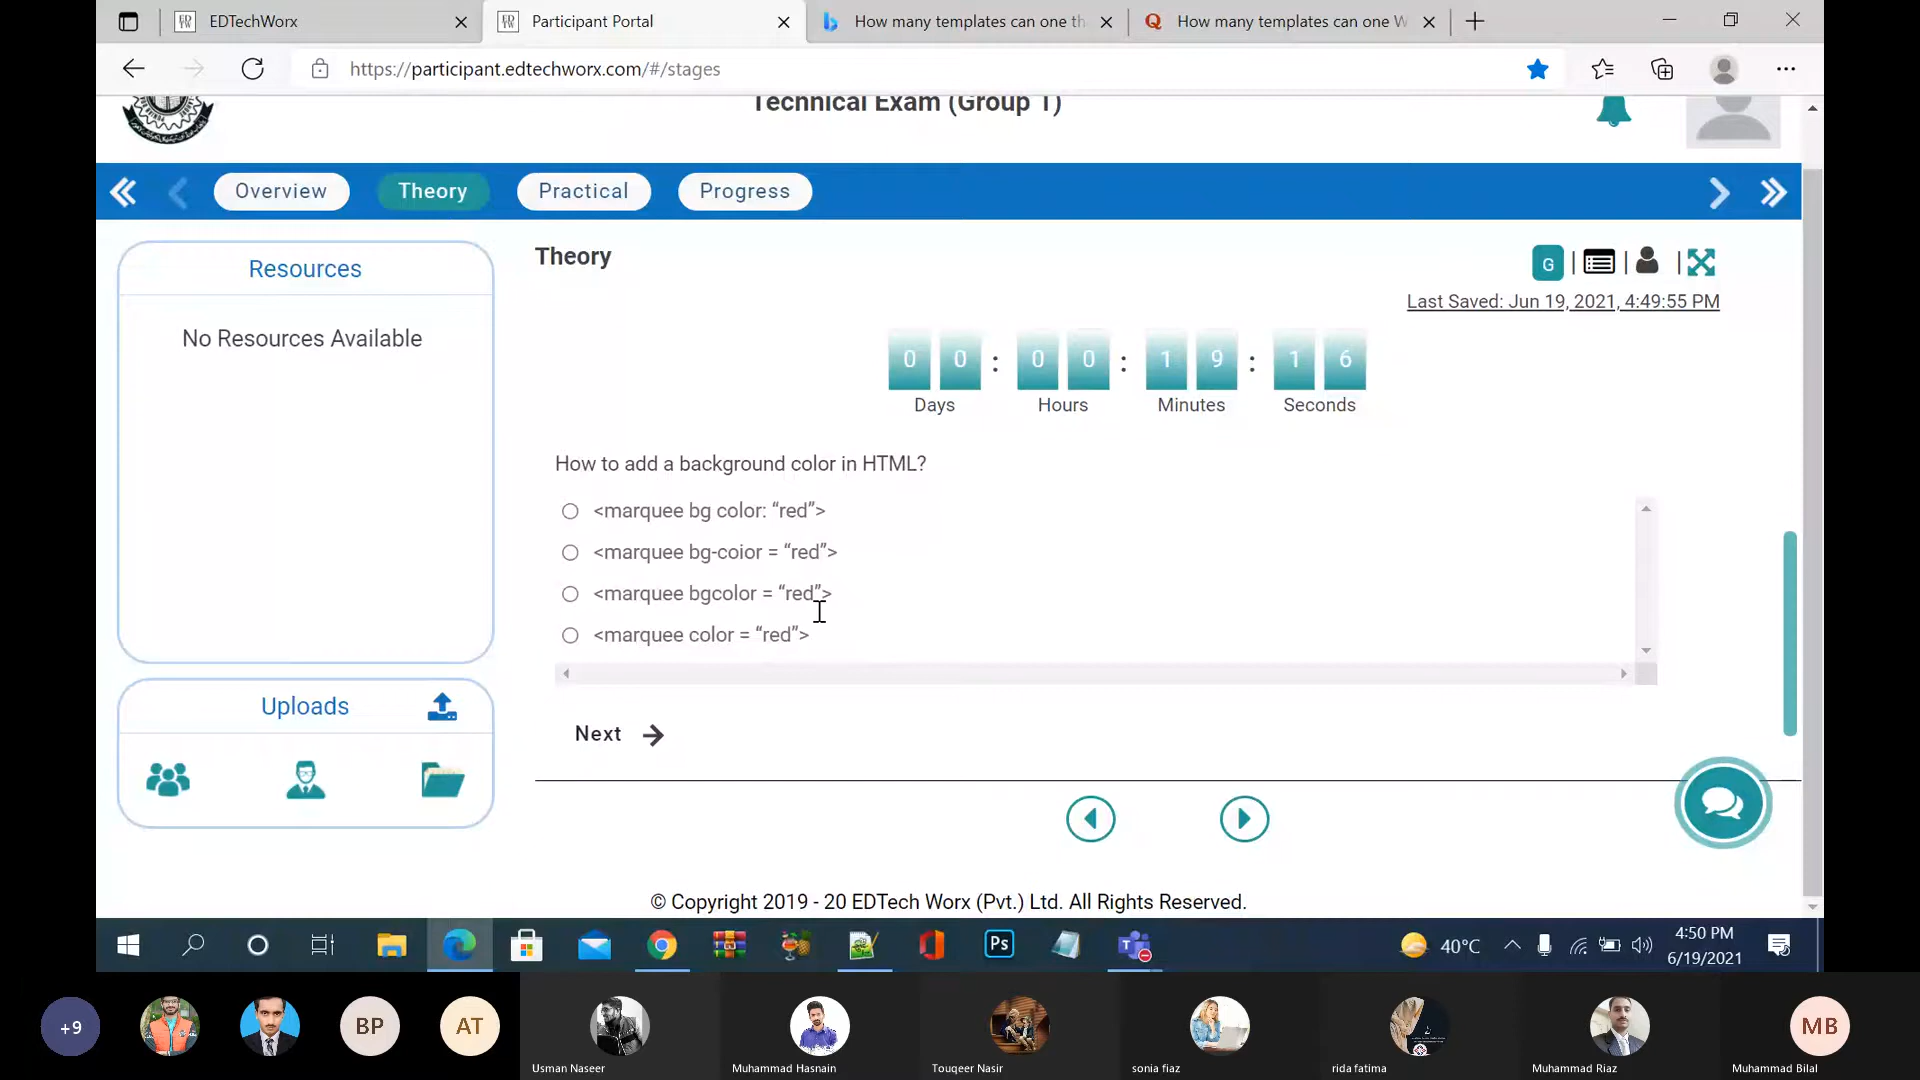 EDTechWorx
Participant Portal
How many templates can one th
How many templates can one W
https://participant.edtechworx.com/#/stages
Technical Exam (Group 1)
Overview
Theory
Practical
Progress
Resources
No Resources Available
Theory
G
Last Saved: Jun 19, 2021, 4:49:55 PM
0 0 : 0 0 : 1 9 : 1 6
Days Hours Minutes Seconds
How to add a background color in HTML?
<marquee bg color: “red”>
<marquee bg-coior = “red”>
<marquee bgcolor = “red”>
<marquee color = “red”>
Next
Uploads
© Copyright 2019 - 20 EDTech Worx (Pvt.) Ltd. All Rights Reserved.
Ps
40°C
4:50 PM
6/19/2021
+9
BP
AT
MB
Usman Naseer
Muhammad Hasnain
Touqeer Nasir
sonia fiaz
rida fatima
Muhammad Riaz
Muhammad Bilal